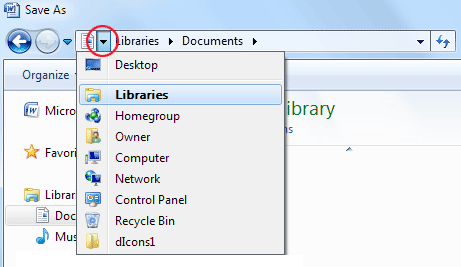 Save As
Libraries Documents
Organize
Desktop
Libraries
Homegroup
Owner
Computer
Network
Control Panel
Recycle Bin
dIcons1
Micro
Favori
Librar
Doc
Mus
ibrary
ns